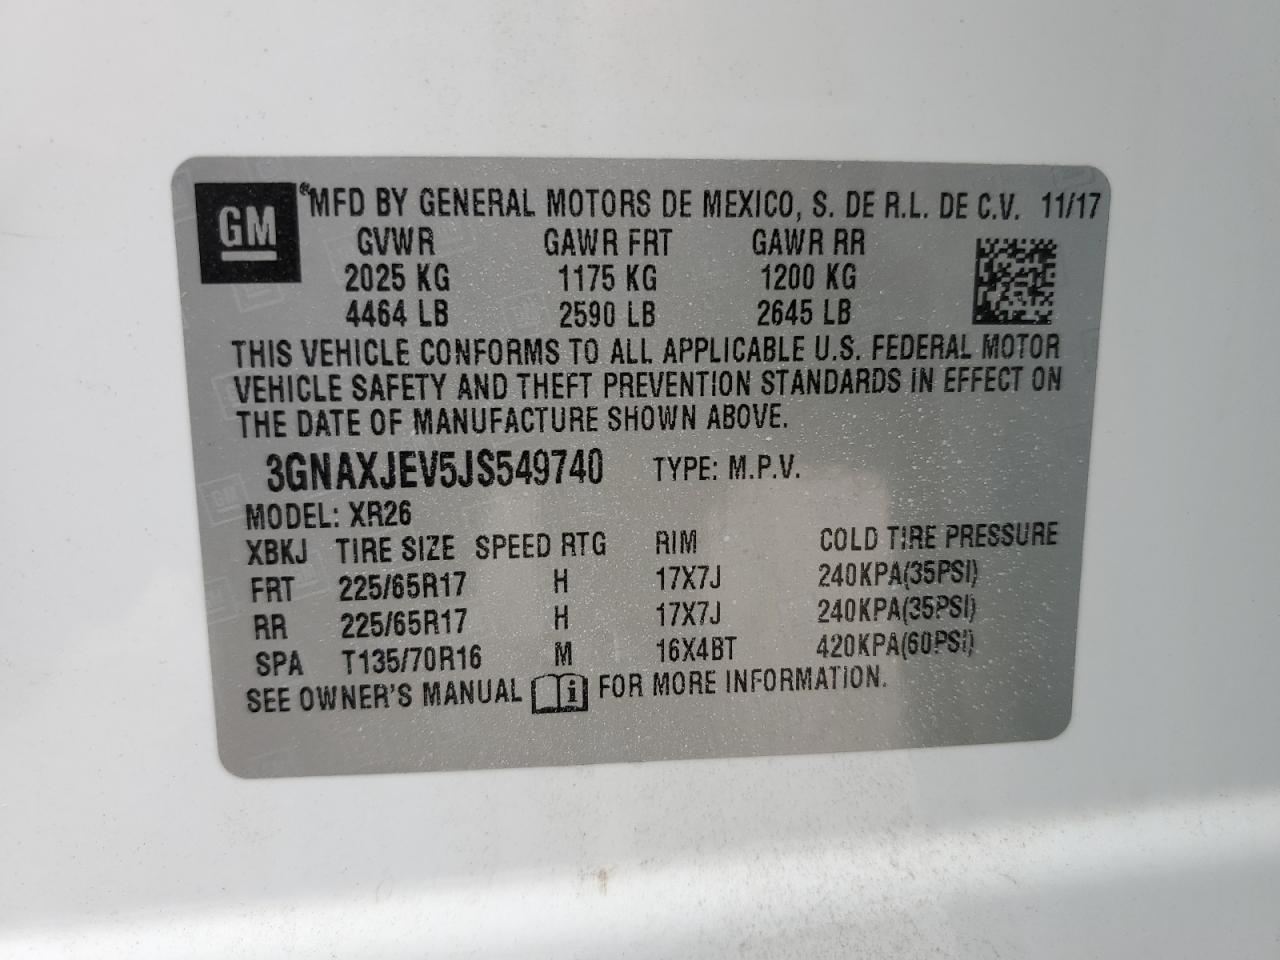 GM ® MFD BY GENERAL MOTORS DE MEXICO, S. DE R.L. DE C.V. 11/17
GVWR GAWR FRT GAWR RR
2025 KG 1175 KG 1200 KG
4464 LB 2590 LB 2645 LB
THIS VEHICLE CONFORMS TO ALL APPLICABLE U.S. FEDERAL MOTOR
VEHICLE SAFETY AND THEFT PREVENTION STANDARDS IN EFFECT ON
THE DATE OF MANUFACTURE SHOWN ABOVE.
3GNAXJEV5JS549740 TYPE: M.P.V.
MODEL: XR26
XBKJ TIRE SIZE SPEED RTG RIM COLD TIRE PRESSURE
FRT 225/65R17 H 17X7J 240KPA(35PSI)
RR 225/65R17 H 17X7J 240KPA(35PSI)
SPA T135/70R16 M 16X4BT 420KPA(60PSI)
SEE OWNER'S MANUAL i FOR MORE INFORMATION.